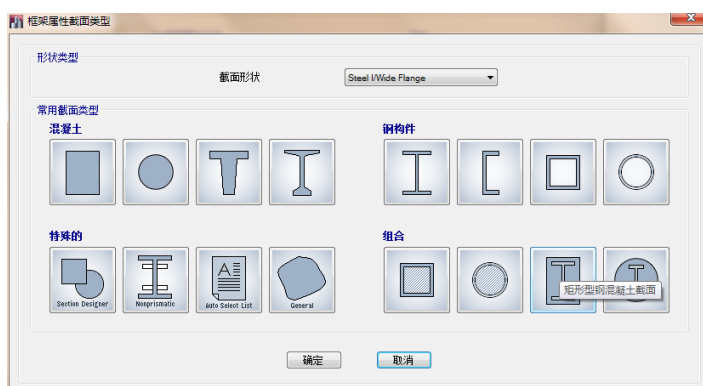 框架属性截面类型
形状类型
截面形状
Steel I/Wide Flange
常用截面类型
混凝土
钢构件
特殊的
组合
Section Designer
Nonprismatic
Auto Select List
General
矩形型钢混凝土截面
确定
取消